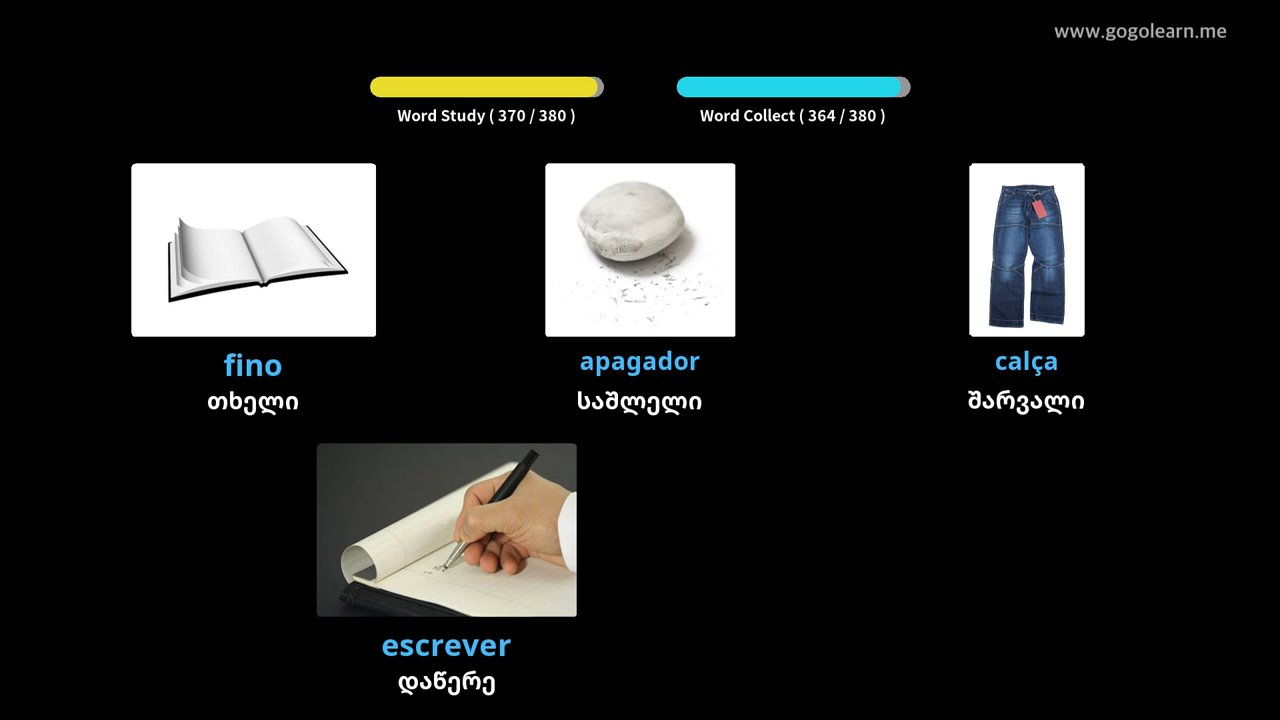 www.gogolearn.me
Word Study ( 370 / 380 )
Word Collect ( 364 / 380 )
fino
თხელი
apagador
საშლელი
calça
შარვალი
escrever
დაწერე